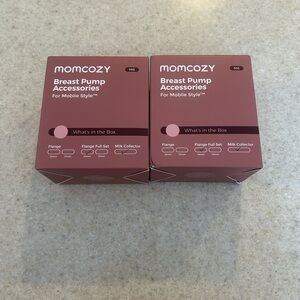 momcozy
M5
Breast Pump
Accessories
For Mobile Style™
What's in the Box
Flange
Flange Full Set
Milk Collector
momcozy
Breast Pump
Accessories
For Mobile Style™
What's in the Box
Flange
Flange Full Set
Milk Collector